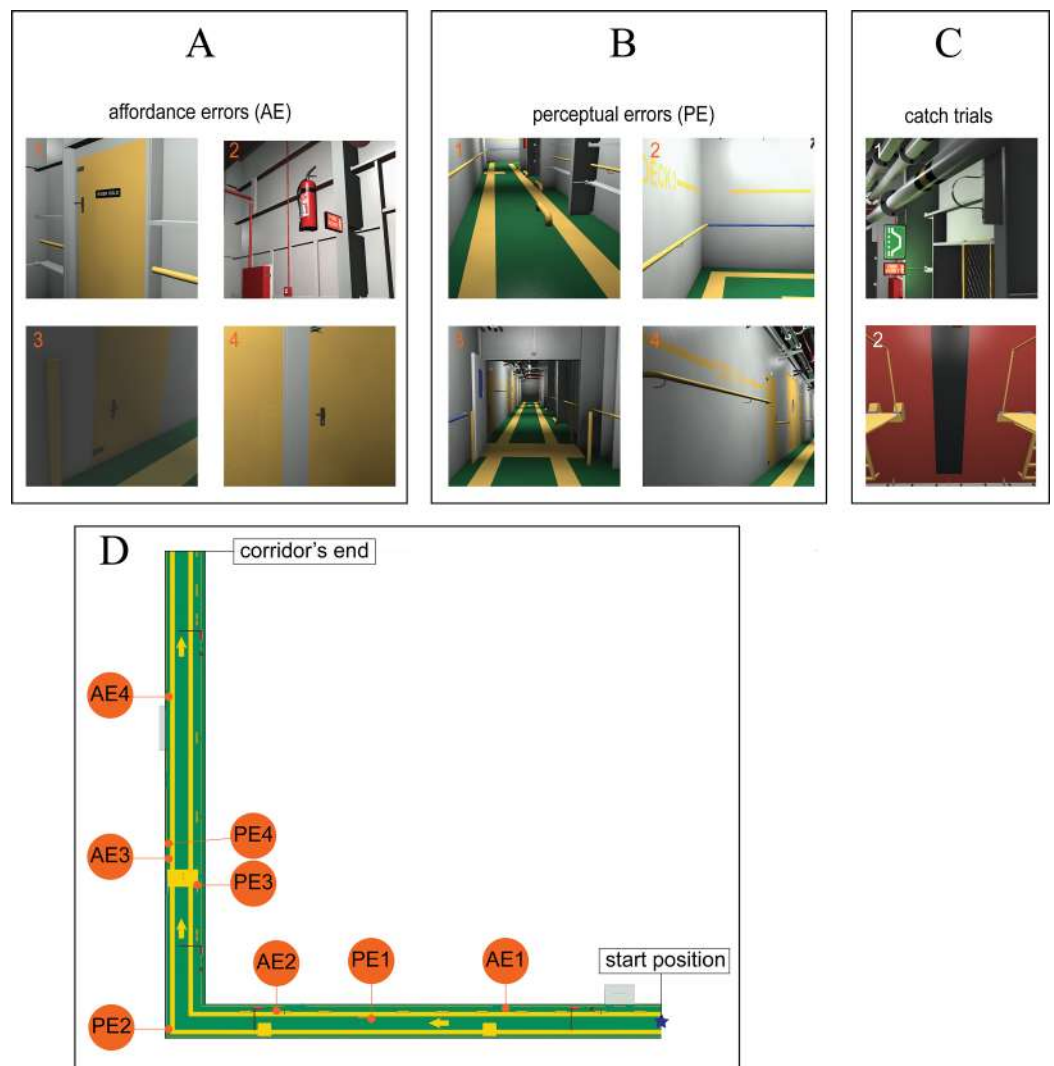 A
affordance errors (AE)
1
2
3
4
B
perceptual errors (PE)
1
2
DECK3
3
4
C
catch trials
1
2
D
corridor's end
AE4
PE4
AE3
PE3
AE2
PE1
AE1
start position
PE2